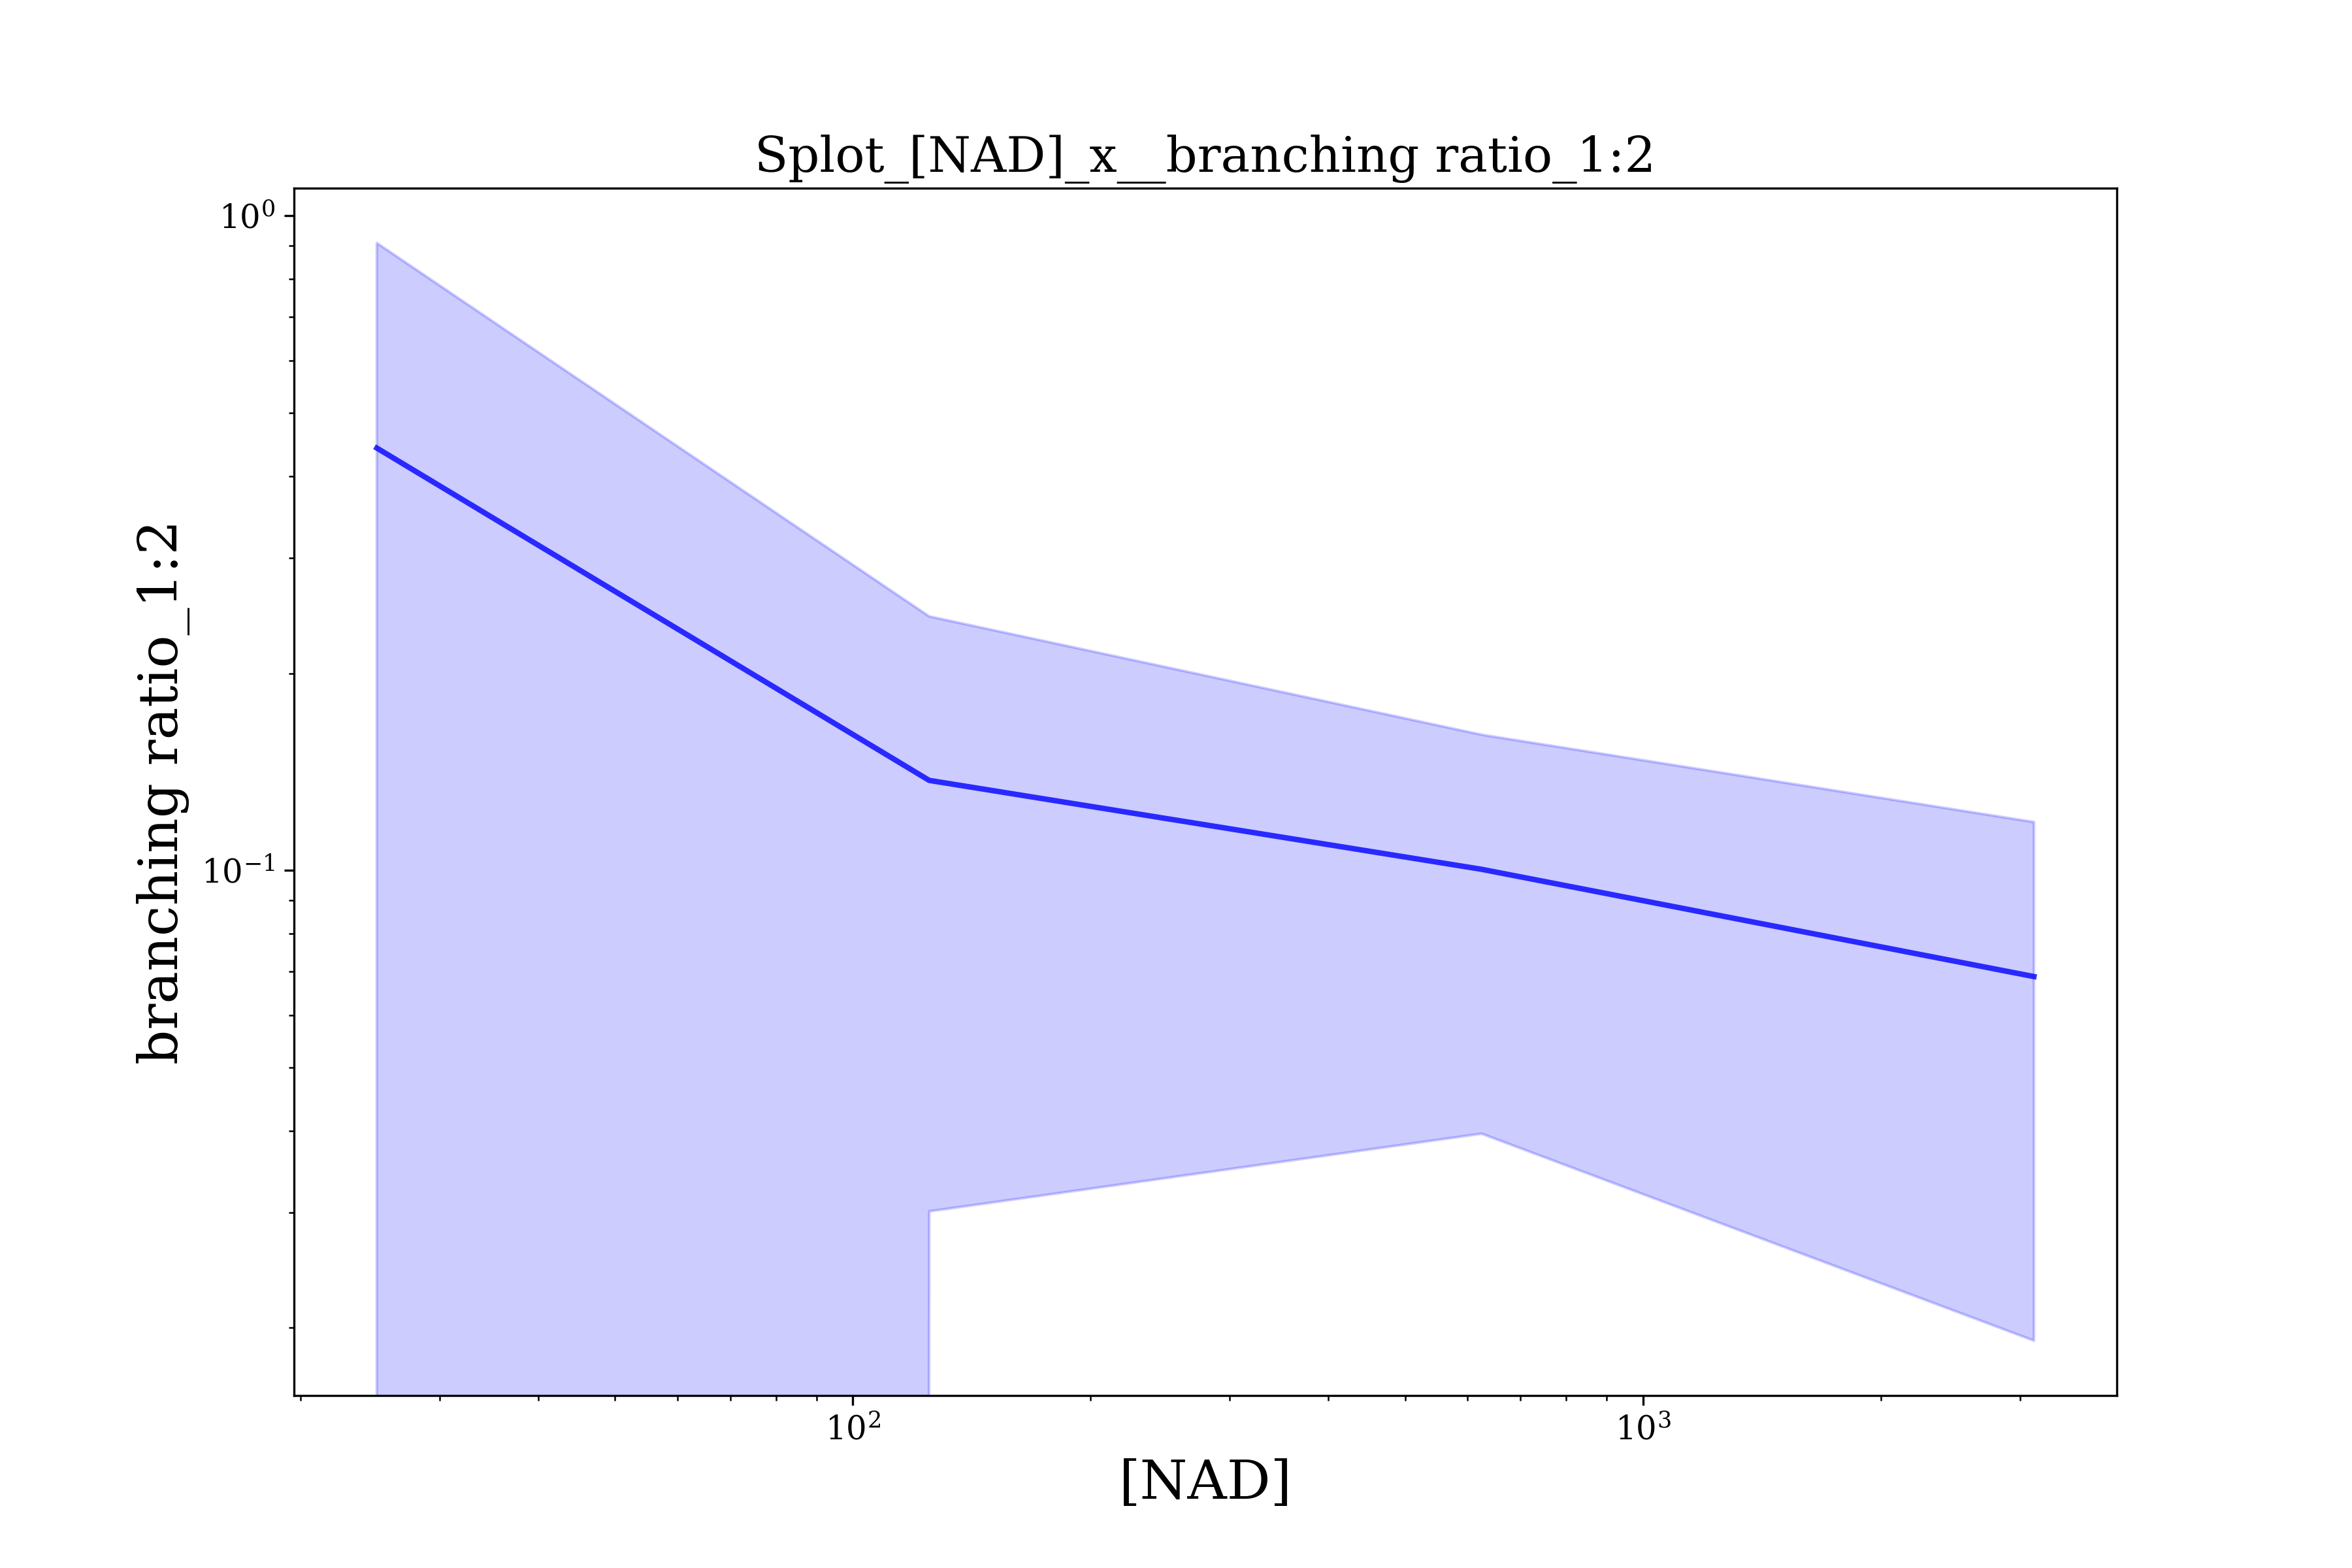 Splot_[NAD]_x__branching ratio_1:2
branching ratio_1:2
10⁰
10⁻¹
10²
10³
[NAD]